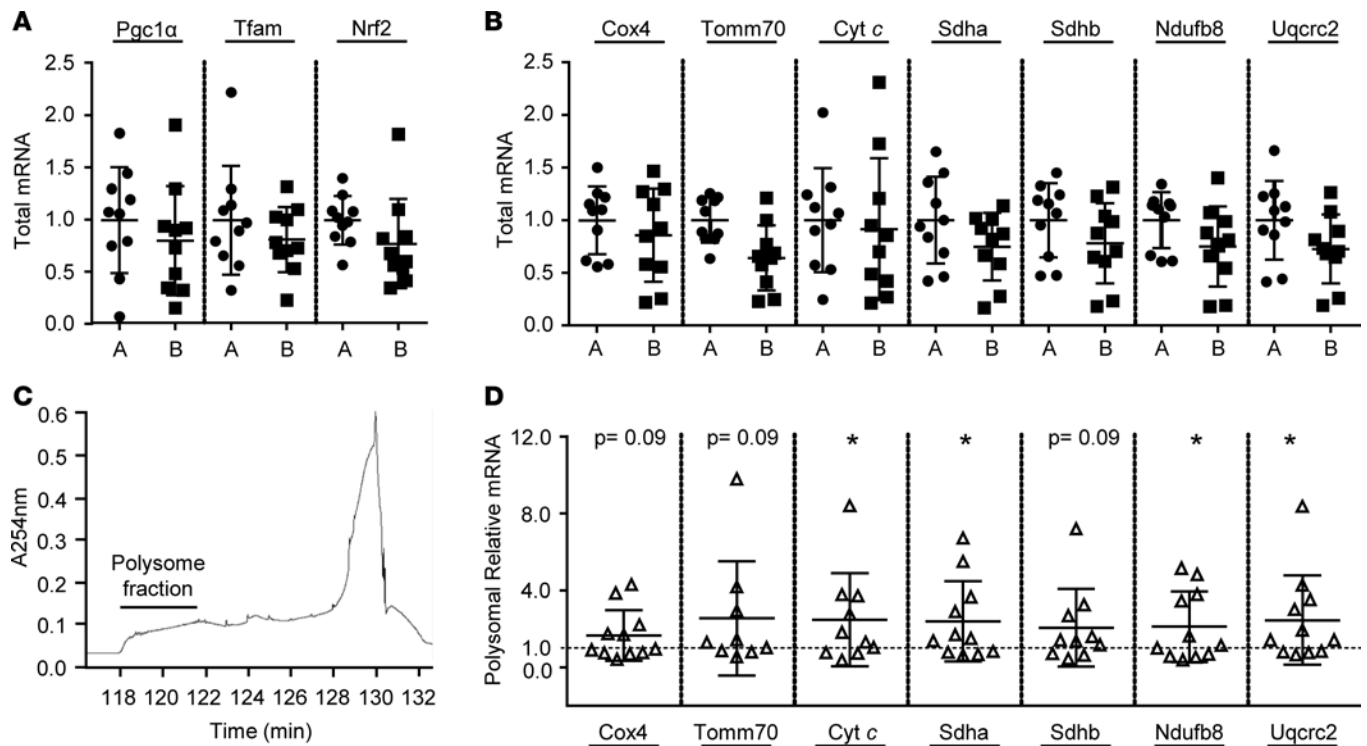 A
Pgc1α Tfam Nrf2
Total mRNA
2.5
2.0
1.5
1.0
0.5
0.0
A B A B A B
B
Cox4 Tomm70 Cyt c Sdha Sdhb Ndufb8 Uqcrc2
Total mRNA
2.5
2.0
1.5
1.0
0.5
0.0
A B A B A B A B A B A B A B
C
A254nm
0.6
0.5
0.4
0.3
0.2
0.1
0.0
Polysome
fraction
118 120 122 124 126 128 130 132
Time (min)
D
Polysomal Relative mRNA
12.0
8.0
4.0
1.0
0.0
p= 0.09 p= 0.09 * * p= 0.09 * *
Cox4 Tomm70 Cyt c Sdha Sdhb Ndufb8 Uqcrc2